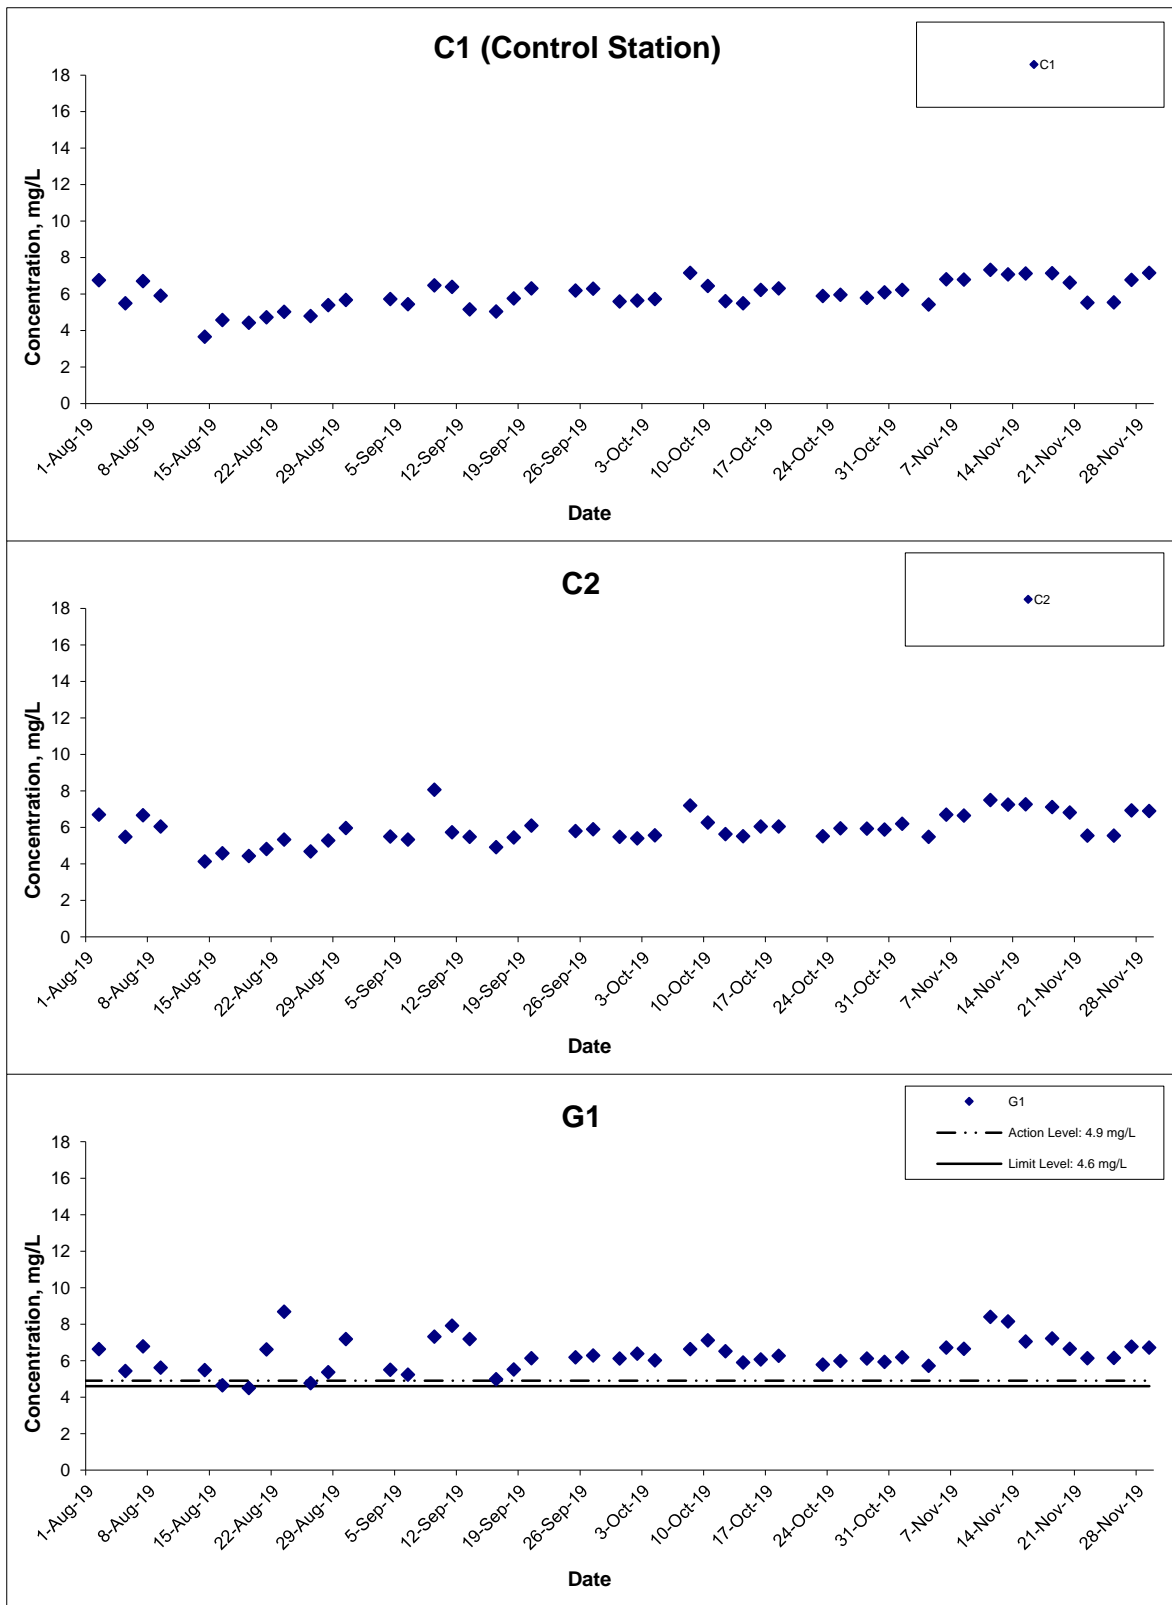 C1 (Control Station)
C1
18
16
14
12
10
8
6
4
2
0
Concentration, mg/L
1-Aug-19
8-Aug-19
15-Aug-19
22-Aug-19
29-Aug-19
5-Sep-19
12-Sep-19
19-Sep-19
26-Sep-19
3-Oct-19
10-Oct-19
17-Oct-19
24-Oct-19
31-Oct-19
7-Nov-19
14-Nov-19
21-Nov-19
28-Nov-19
Date
C2
C2
18
16
14
12
10
8
6
4
2
0
Concentration, mg/L
1-Aug-19
8-Aug-19
15-Aug-19
22-Aug-19
29-Aug-19
5-Sep-19
12-Sep-19
19-Sep-19
26-Sep-19
3-Oct-19
10-Oct-19
17-Oct-19
24-Oct-19
31-Oct-19
7-Nov-19
14-Nov-19
21-Nov-19
28-Nov-19
Date
G1
G1
Action Level: 4.9 mg/L
Limit Level: 4.6 mg/L
18
16
14
12
10
8
6
4
2
0
Concentration, mg/L
1-Aug-19
8-Aug-19
15-Aug-19
22-Aug-19
29-Aug-19
5-Sep-19
12-Sep-19
19-Sep-19
26-Sep-19
3-Oct-19
10-Oct-19
17-Oct-19
24-Oct-19
31-Oct-19
7-Nov-19
14-Nov-19
21-Nov-19
28-Nov-19
Date